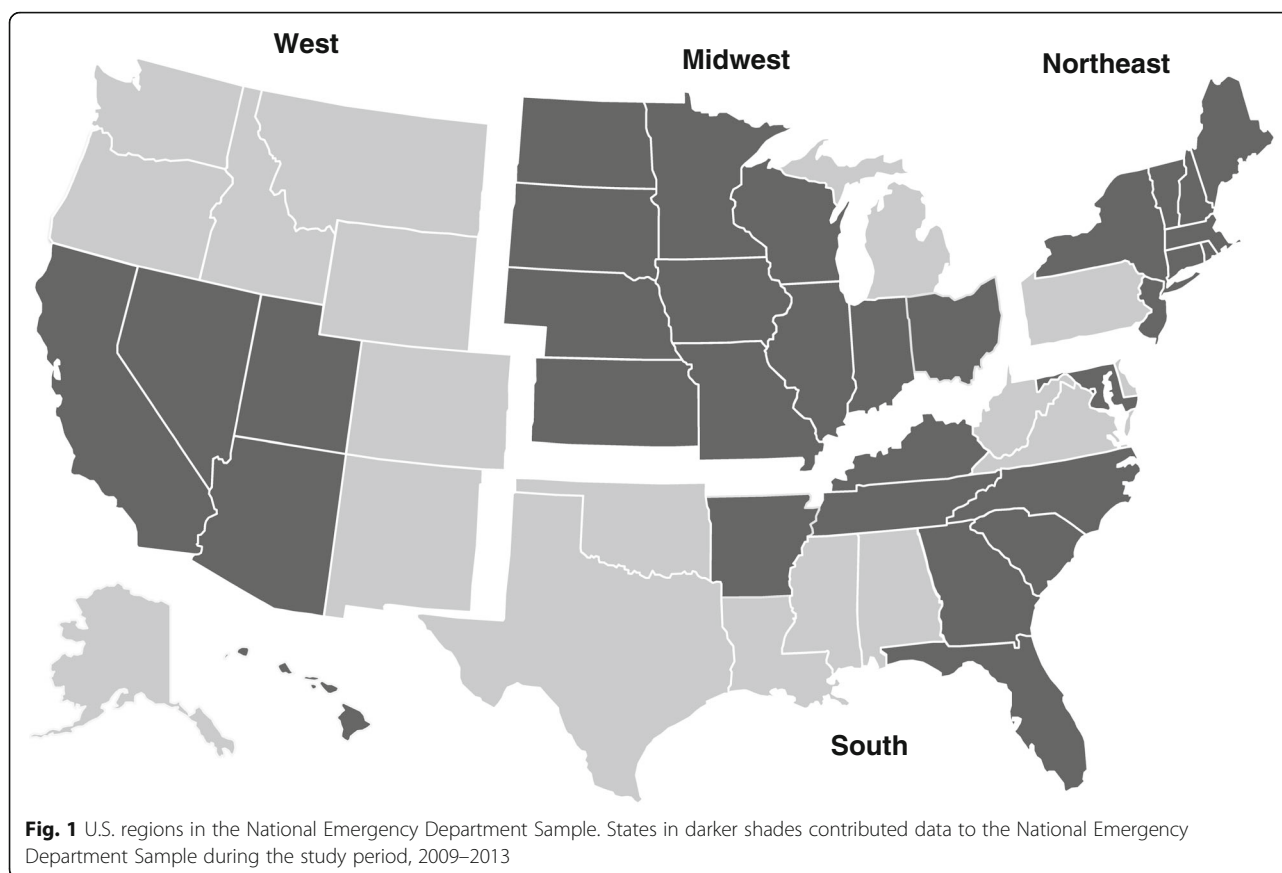 West
Midwest
Northeast
South
Fig. 1 U.S. regions in the National Emergency Department Sample. States in darker shades contributed data to the National Emergency
Department Sample during the study period, 2009–2013